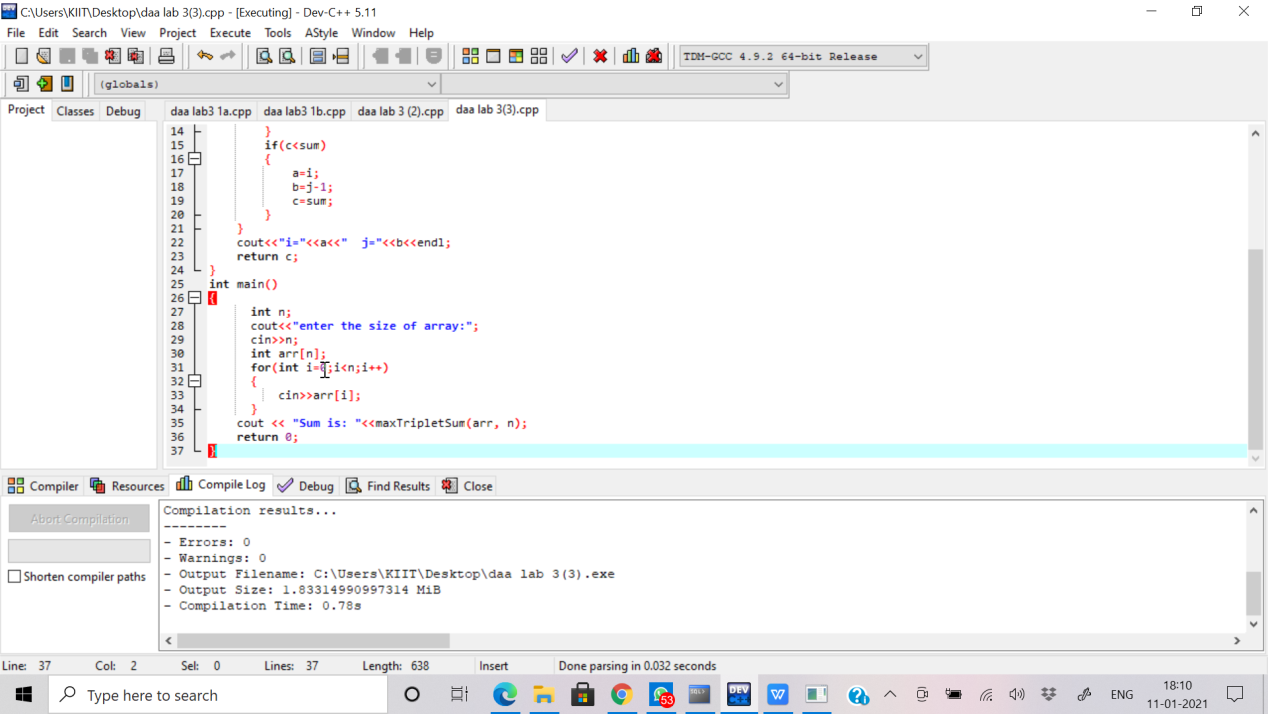 C:\Users\KIIT\Desktop\daa lab 3(3).cpp - [Executing] - Dev-C++ 5.11
File Edit Search View Project Execute Tools AStyle Window Help
TDM-GCC 4.9.2 64-bit Release
(globals)
Project Classes Debug
daa lab3 1a.cpp daa lab3 1b.cpp daa lab 3 (2).cpp daa lab 3(3).cpp
14 }
15 if(c<sum)
16 {
17 a=i;
18 b=j-1;
19 c=sum;
20 }
21 }
22 cout<<"i="<<a<<"  j="<<b<<endl;
23 return c;
24 }
25 int main()
26 {
27 int n;
28 cout<<"enter the size of array:";
29 cin>>n;
30 int arr[n];
31 for(int i=0;i<n;i++)
32 {
33 cin>>arr[i];
34 }
35 cout << "Sum is: "<<maxTripletSum(arr, n);
36 return 0;
37 }
Compiler Resources Compile Log Debug Find Results Close
Abort Compilation
Shorten compiler paths
Compilation results...
--------
- Errors: 0
- Warnings: 0
- Output Filename: C:\Users\KIIT\Desktop\daa lab 3(3).exe
- Output Size: 1.83314990997314 MiB
- Compilation Time: 0.78s
Line: 37 Col: 2 Sel: 0 Lines: 37 Length: 638 Insert Done parsing in 0.032 seconds
Type here to search
53
DEV
W
ENG
18:10
11-01-2021